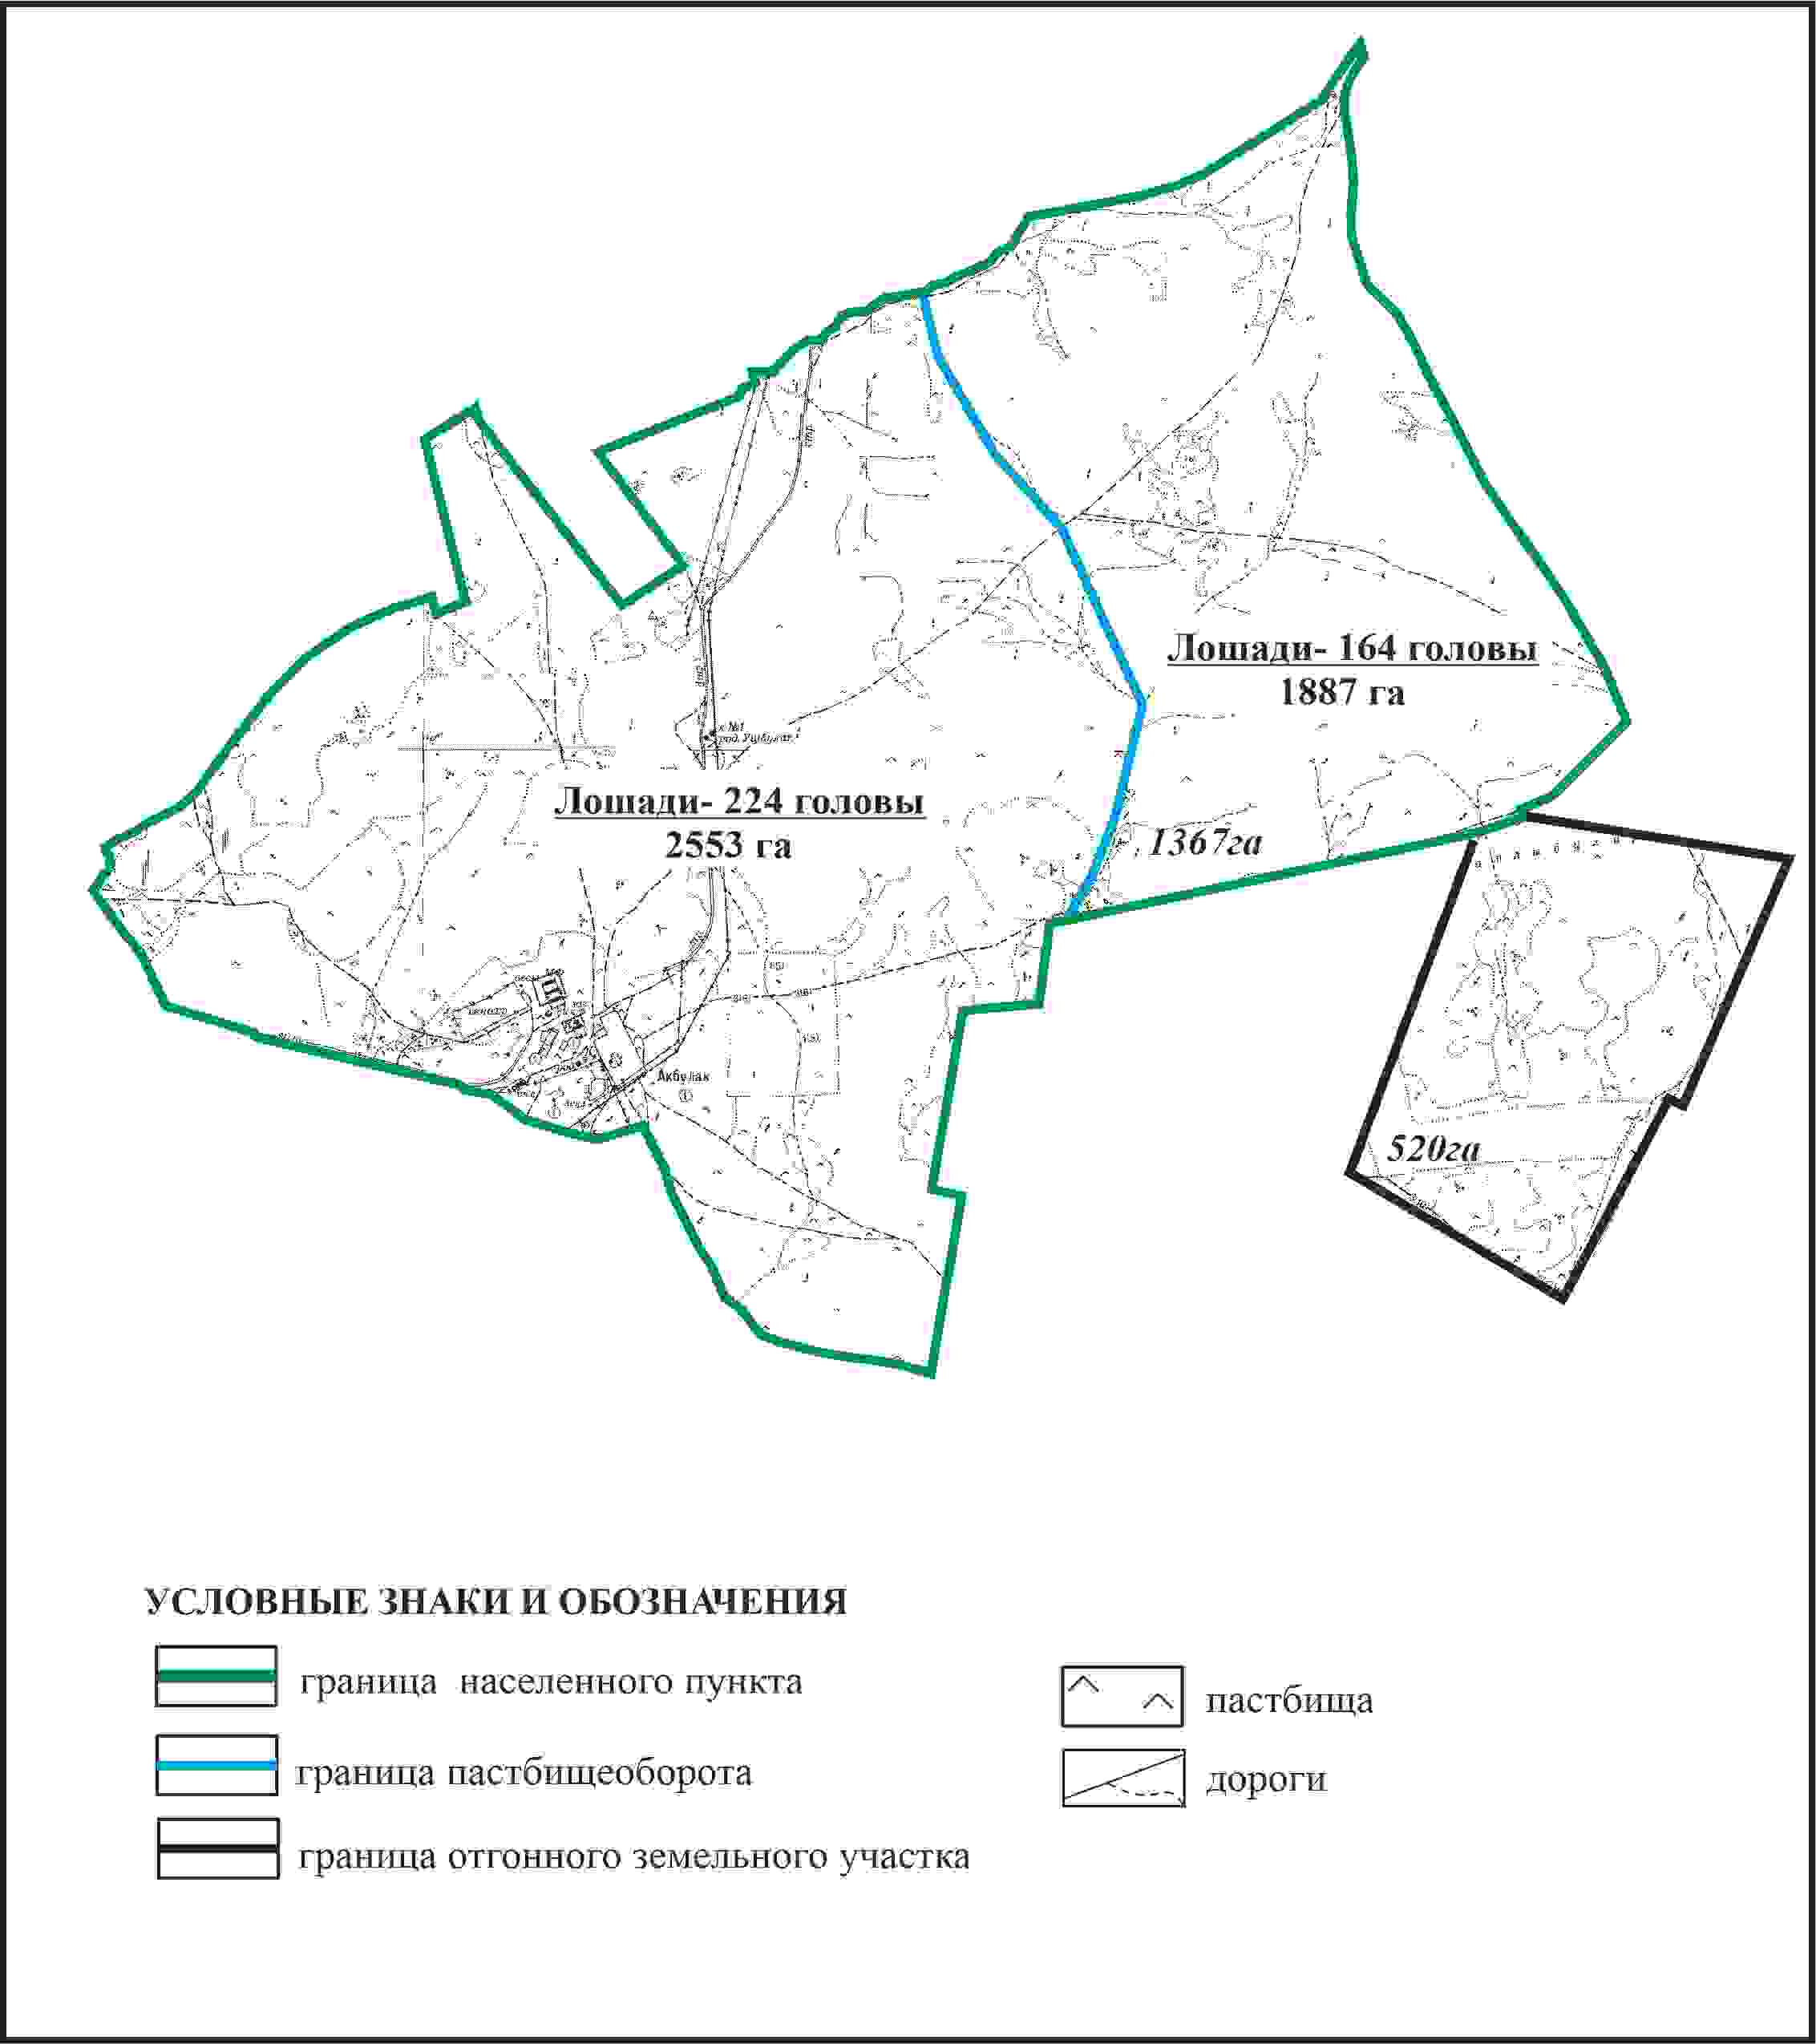 Лошади- 164 головы
1887 га
Лошади- 224 головы
2553 га
1367га
Акбулак
520га
УСЛОВНЫЕ ЗНАКИ И ОБОЗНАЧЕНИЯ
граница населенного пункта
граница пастбищеоборота
граница отгонного земельного участка
пастбища
дороги